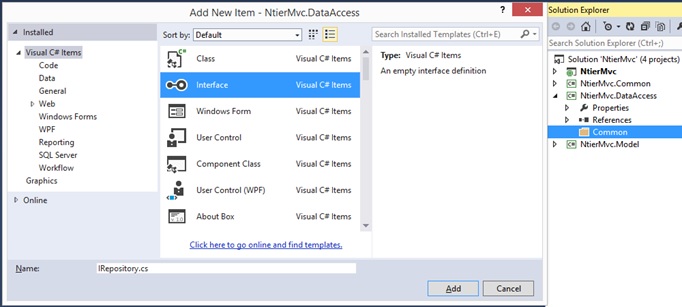 Add New Item - NtierMvc.DataAccess
Installed
Visual C# Items
Code
Data
General
Web
Windows Forms
WPF
Reporting
SQL Server
Workflow
Graphics
Online
Sort by: Default
Class Visual C# Items
Interface Visual C# Items
Windows Form Visual C# Items
User Control Visual C# Items
Component Class Visual C# Items
User Control (WPF) Visual C# Items
About Box Visual C# Items
Click here to go online and find templates.
Search Installed Templates (Ctrl+E)
Type: Visual C# Items
An empty interface definition
Name: IRepository.cs
Add Cancel
Solution Explorer
Search Solution Explorer (Ctrl+;)
Solution 'NtierMvc' (4 projects)
NtierMvc
NtierMvc.Common
NtierMvc.DataAccess
Properties
References
Common
NtierMvc.Model